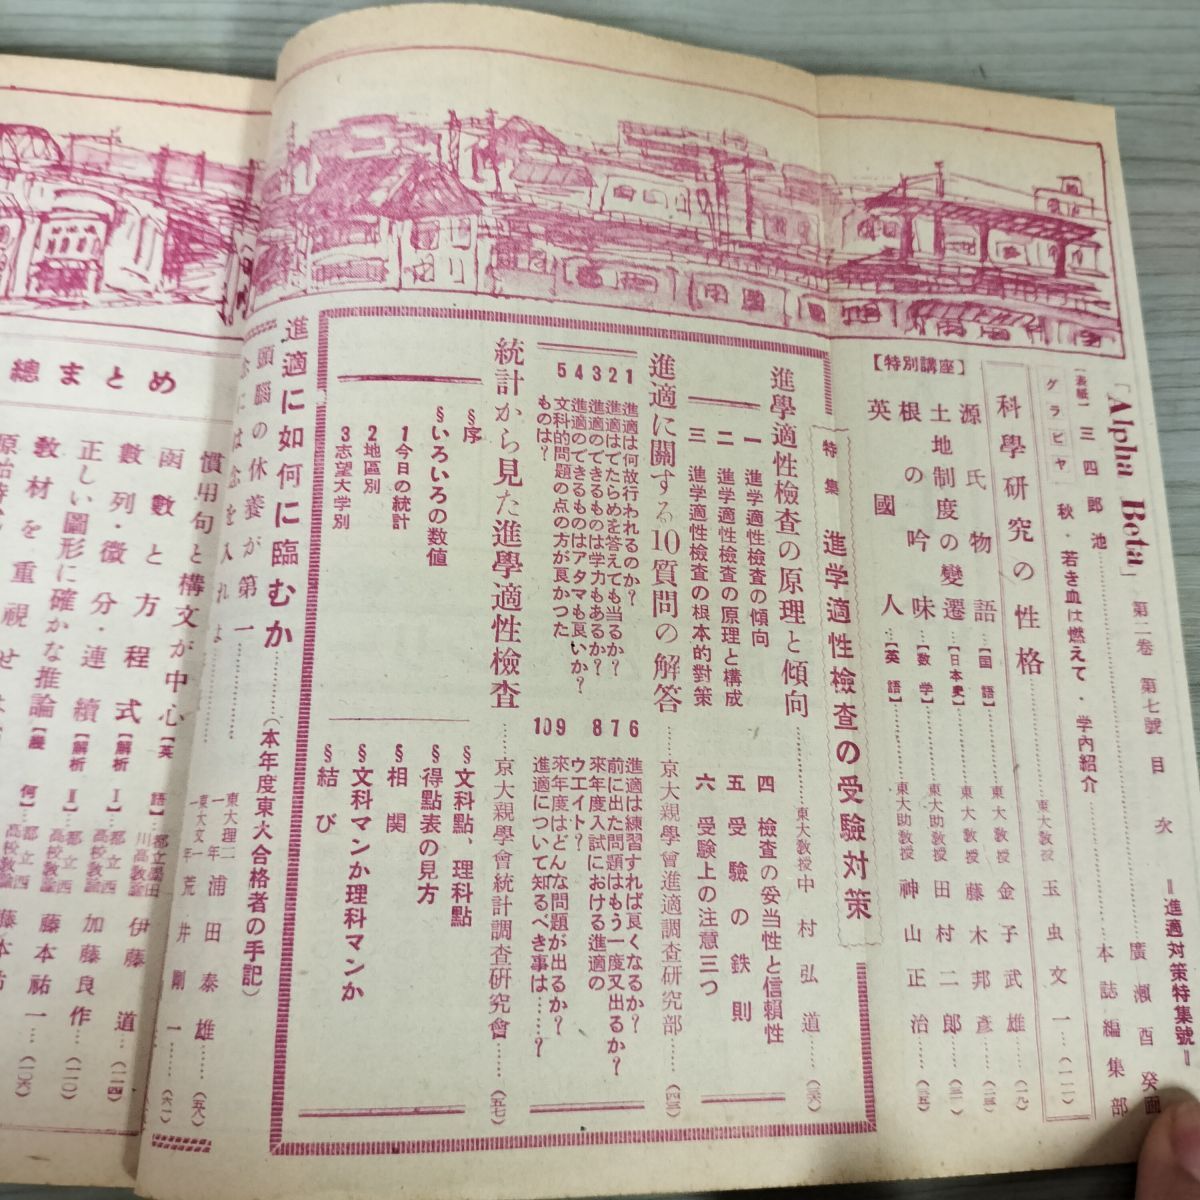 「Alpha Beta」第二卷 第七號 目次 =進適対策特集號=
〔表紙〕三四郎池 廣瀬酉癸画
グラビヤ 秋・若き血は燃えて・学內紹介 本誌編集部
科學研究の性格 東大教授 玉虫文一(一一)
【特別講座】
源氏物語【国語】 東大教授 金子武雄(一九)
土地制度の變遷【日本史】 東大教授 藤木邦彦
根の吟味【数学】 東大助教授 田村二郎
英國人【英語】 東大助教授 神山正治
特集 進学適性檢査の受驗対策
進學適性檢査の原理と傾向 東大教授 中村弘道
一 進学適性檢査の傾向
二 進学適性檢査の原理と構成
三 進学適性檢査の根本的對策
四 檢査の妥当性と信賴性
五 受驗の鉄則
六 受験上の注意三つ
進適に關する10質問の解答 京大親學會進適調査研究部
1 進適は何故行われるのか?
2 進適はでたらめを答えても当るか?
3 進適のできるものは学力もあるか?
4 進適のできるものはアタマも良いか?
5 文科的問題の点の方が良かつた
ものは?
6 進適は練習すれば良くなるか?
7 前に出た問題はもう一度又出るか?
8 來年度入試における進適の
ウエイト?
9 來年度はどんな問題が出るか?
10 進適について知るべき事は……?
統計から見た進學適性檢査 京大親學會統計調査研究會(五七)
§序
§いろいろの数値
1今日の統計
2地區別
3志望大学別
§文科點、理科點
§得點表の見方
§相関
§文科マンか理科マンか
§結び
進適に如何に臨むか (本年度東大合格者の手記)
頭腦の休養が第一 東大理二一年 浦田泰雄
念には念を入れよ 東大文一一年 荒井剛一
總まとめ
慣用句と構文が中心【英語】 都立墨田川高教諭 伊藤道
函數と方程式【解析Ⅰ】 都立西高校教諭 加藤良作
數列・微分・連續【解析Ⅱ】 都立西高校教諭 藤本祐一
正しい圖形に確かな推論
教材を重視せ